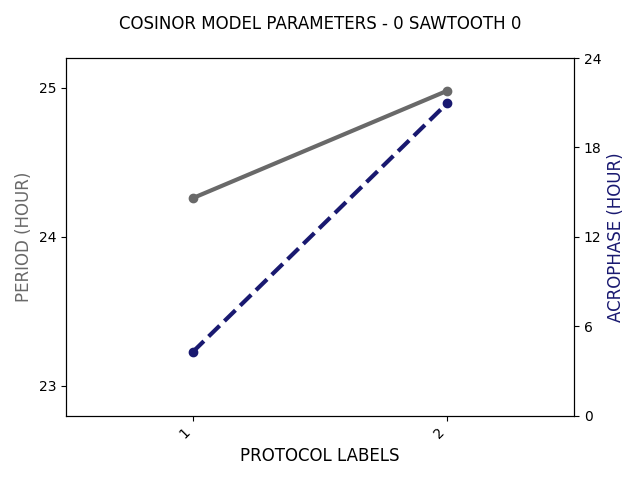 COSINOR MODEL PARAMETERS - 0 SAWTOOTH 0
25
24
23
PERIOD (HOUR)
24
18
12
6
0
ACROPHASE (HOUR)
1
2
PROTOCOL LABELS